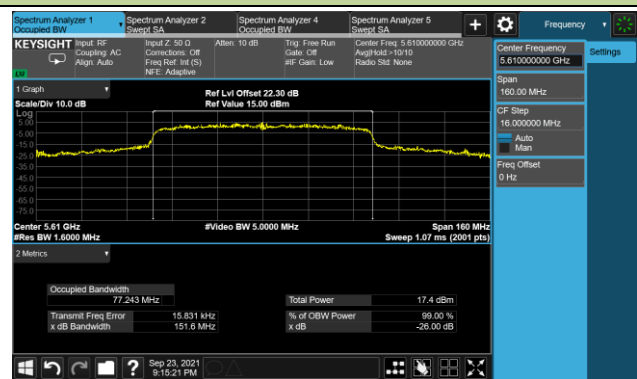 Spectrum Analyzer 1
Occupied BW
Spectrum Analyzer 2
Swept SA
Spectrum Analyzer 4
Occupied BW
Spectrum Analyzer 5
Swept SA
Frequency
KEYSIGHT
Input: RF
Coupling: AC
Align: Auto
Input Z: 50 Ω
Corrections: Off
Freq Ref: Int (S)
NFE: Adaptive
Atten: 10 dB
Trig: Free Run
Gate: Off
#IF Gain: Low
Center Freq: 5.610000000 GHz
Avg|Hold:>10/10
Radio Std: None
Center Frequency
5.610000000 GHz
Settings
Span
160.00 MHz
CF Step
16.000000 MHz
Auto
Man
Freq Offset
0 Hz
1 Graph
Scale/Div 10.0 dB
Ref Lvl Offset 22.30 dB
Ref Value 15.00 dBm
Log
5.00
-5.00
-15.0
-25.0
-35.0
-45.0
-55.0
-65.0
-75.0
Center 5.61 GHz
#Res BW 1.6000 MHz
#Video BW 5.0000 MHz
Span 160 MHz
Sweep 1.07 ms (2001 pts)
2 Metrics
Occupied Bandwidth
77.243 MHz
Total Power 17.4 dBm
Transmit Freq Error 15.831 kHz
% of OBW Power 99.00 %
x dB Bandwidth 151.6 MHz
x dB -26.00 dB
?
Sep 23, 2021
9:15:21 PM